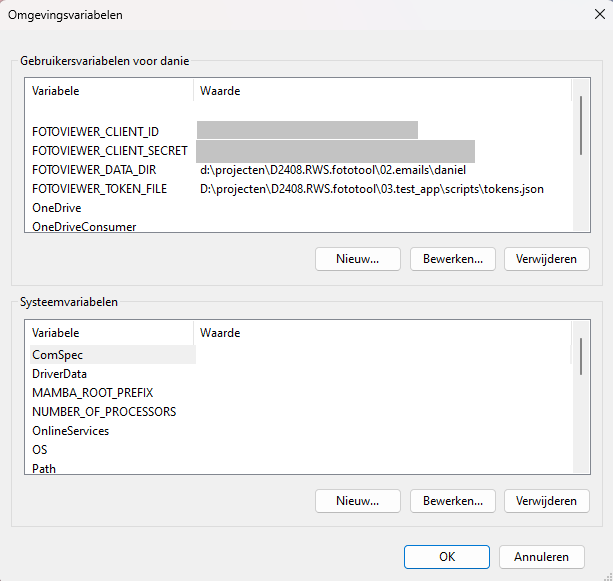 Omgevingsvariabelen
Gebruikersvariabelen voor danie
Variabele Waarde
FOTOVIEWER_CLIENT_ID
FOTOVIEWER_CLIENT_SECRET
FOTOVIEWER_DATA_DIR d:\projecten\D2408.RWS.fototool\02.emails\daniel
FOTOVIEWER_TOKEN_FILE D:\projecten\D2408.RWS.fototool\03.test_app\scripts\tokens.json
OneDrive
OneDriveConsumer
Nieuw... Bewerken... Verwijderen
Systeemvariabelen
Variabele Waarde
ComSpec
DriverData
MAMBA_ROOT_PREFIX
NUMBER_OF_PROCESSORS
OnlineServices
OS
Path
Nieuw... Bewerken... Verwijderen
OK Annuleren